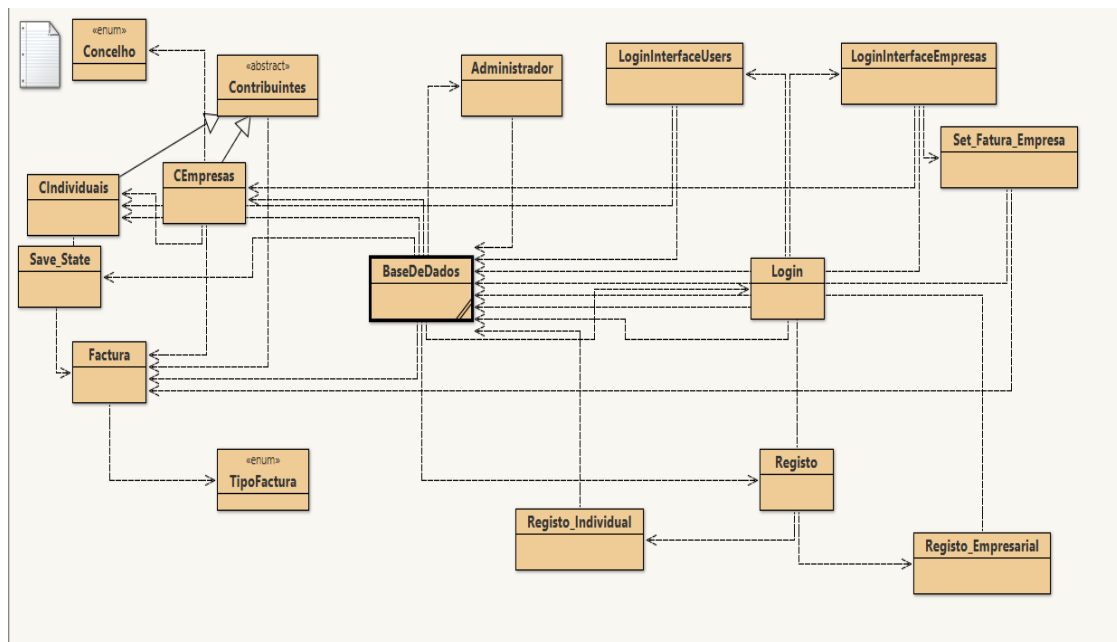 «enum»
Concelho
«abstract»
Contribuintes
Administrador
LoginInterfaceUsers
LoginInterfaceEmpresas
Set_Fatura_Empresa
CIndividuais
CEmpresas
Save_State
BaseDeDados
Login
Factura
«enum»
TipoFactura
Registo
Registo_Individual
Registo_Empresarial